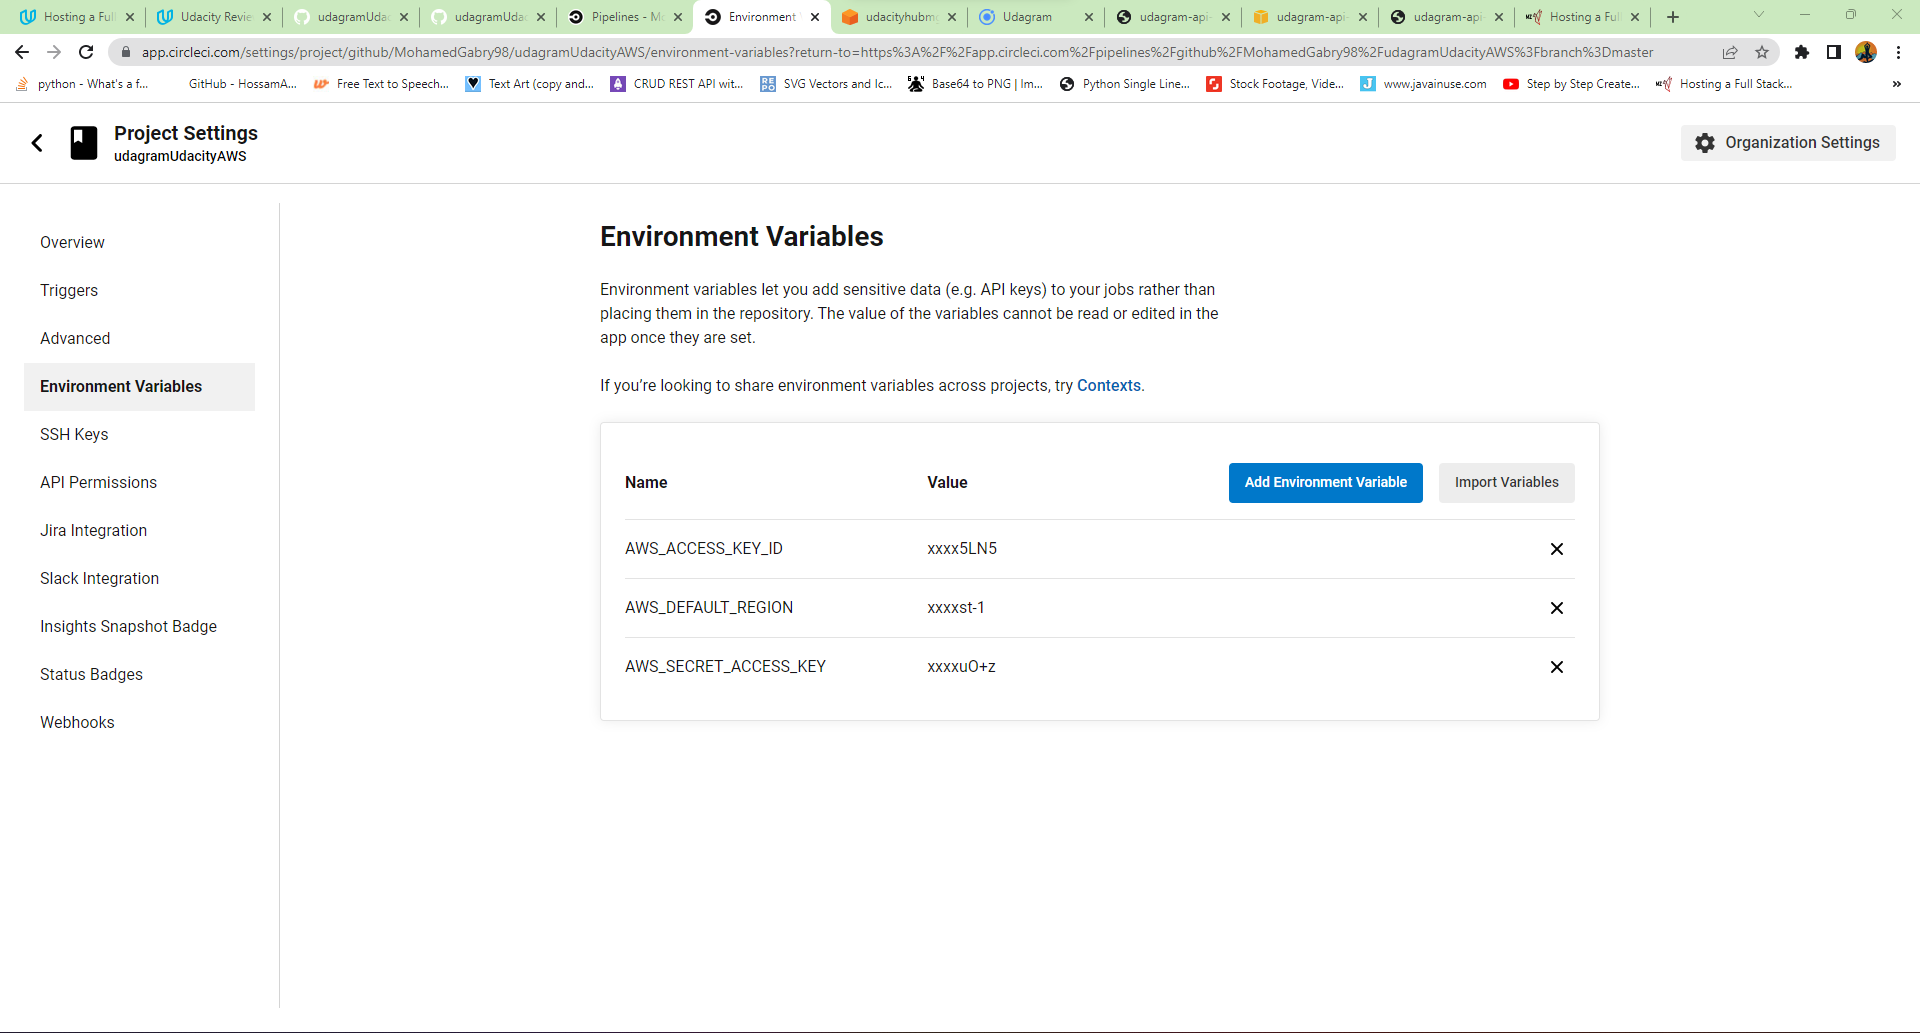 Hosting a Full
Udacity Revie
udagramUdac
udagramUdac
Pipelines - Mo
Environment V
udacityhubmo
Udagram
udagram-api-
udagram-api-
udagram-api-
Hosting a Full
app.circleci.com/settings/project/github/MohamedGabry98/udagramUdacityAWS/environment-variables?return-to=https%3A%2F%2Fapp.circleci.com%2Fpipelines%2Fgithub%2FMohamedGabry98%2FudagramUdacityAWS%3Fbranch%3Dmaster
python - What's a f...
GitHub - HossamA...
Free Text to Speech...
Text Art (copy and...
CRUD REST API wit...
SVG Vectors and Ic...
Base64 to PNG | Im...
Python Single Line...
Stock Footage, Vide...
www.javainuse.com
Step by Step Create...
Hosting a Full Stack...
»
Project Settings
udagramUdacityAWS
Organization Settings
Overview
Triggers
Advanced
Environment Variables
SSH Keys
API Permissions
Jira Integration
Slack Integration
Insights Snapshot Badge
Status Badges
Webhooks
Environment Variables
Environment variables let you add sensitive data (e.g. API keys) to your jobs rather than
placing them in the repository. The value of the variables cannot be read or edited in the
app once they are set.
If you’re looking to share environment variables across projects, try Contexts.
Name
Value
Add Environment Variable
Import Variables
AWS_ACCESS_KEY_ID
xxxx5LN5
AWS_DEFAULT_REGION
xxxxst-1
AWS_SECRET_ACCESS_KEY
xxxxuO+z